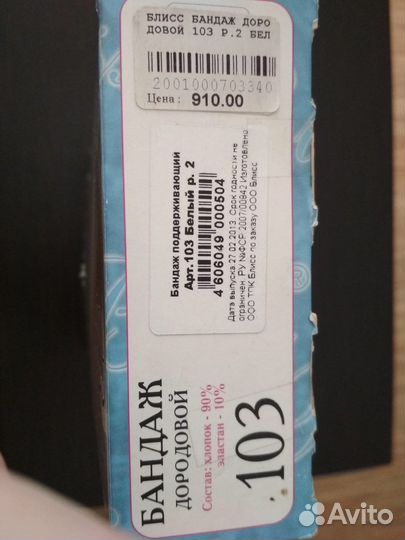 БЛИСС БАНДАЖ ДОРО
ДОВОЙ 103 Р.2 БЕЛ
2001000703340
Цена : 910.00
Бандаж поддерживающий
Арт.103 Белый р. 2
4 606049 000504
Дата выпуска 27.02.2013. Срок годности не
ограничен. РУ №ФСР 2007/00842 Изготовлено:
ООО ТПК Блисс по заказу ООО Блисс
БАНДАЖ
ДОРОДОВОЙ
Состав: хлопок - 90%
эластан - 10%
103
Avito